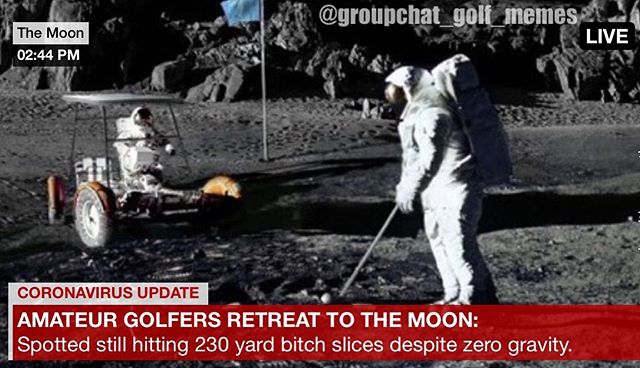 @groupchat_golf_memes
The Moon
02:44 PM
LIVE
CORONAVIRUS UPDATE
AMATEUR GOLFERS RETREAT TO THE MOON:
Spotted still hitting 230 yard bitch slices despite zero gravity.